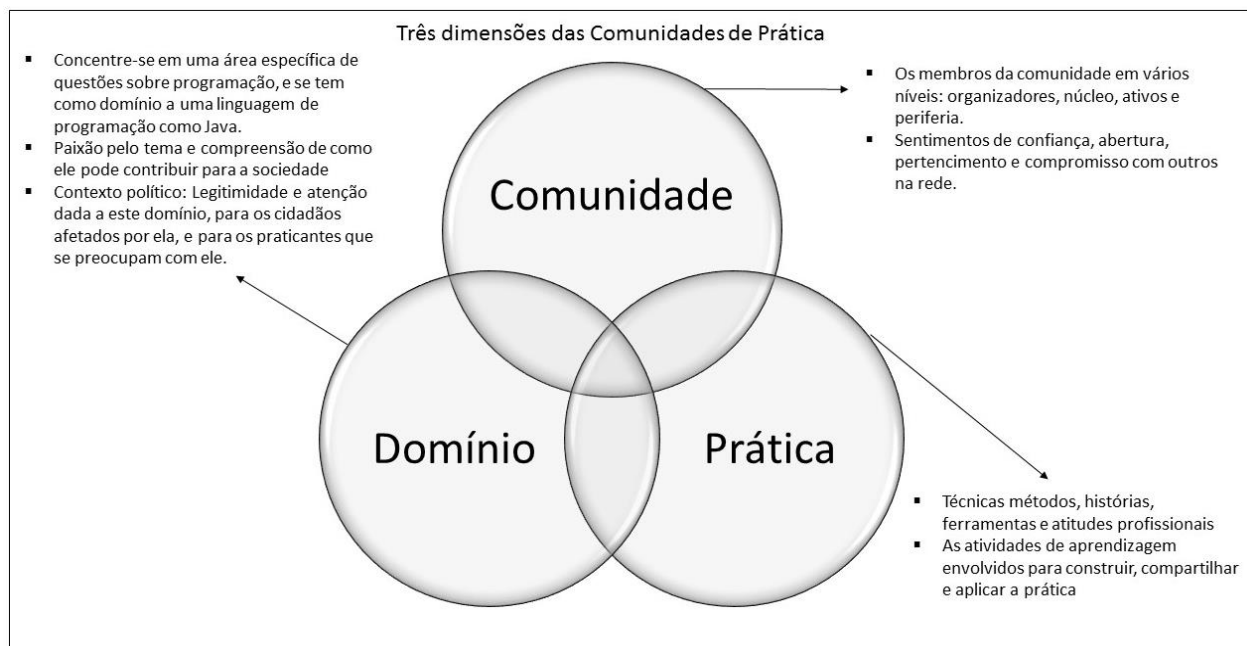 Três dimensões das Comunidades de Prática
▪ Concentre-se em uma área específica de
questões sobre programação, e se tem
como domínio a uma linguagem de
programação como Java.
▪ Paixão pelo tema e compreensão de como
ele pode contribuir para a sociedade
▪ Contexto político: Legitimidade e atenção
dada a este domínio, para os cidadãos
afetados por ela, e para os praticantes que
se preocupam com ele.
▪ Os membros da comunidade em vários
níveis: organizadores, núcleo, ativos e
periferia.
▪ Sentimentos de confiança, abertura,
pertencimento e compromisso com outros
na rede.
Comunidade
Domínio
Prática
▪ Técnicas métodos, histórias,
ferramentas e atitudes profissionais
▪ As atividades de aprendizagem
envolvidos para construir, compartilhar
e aplicar a prática